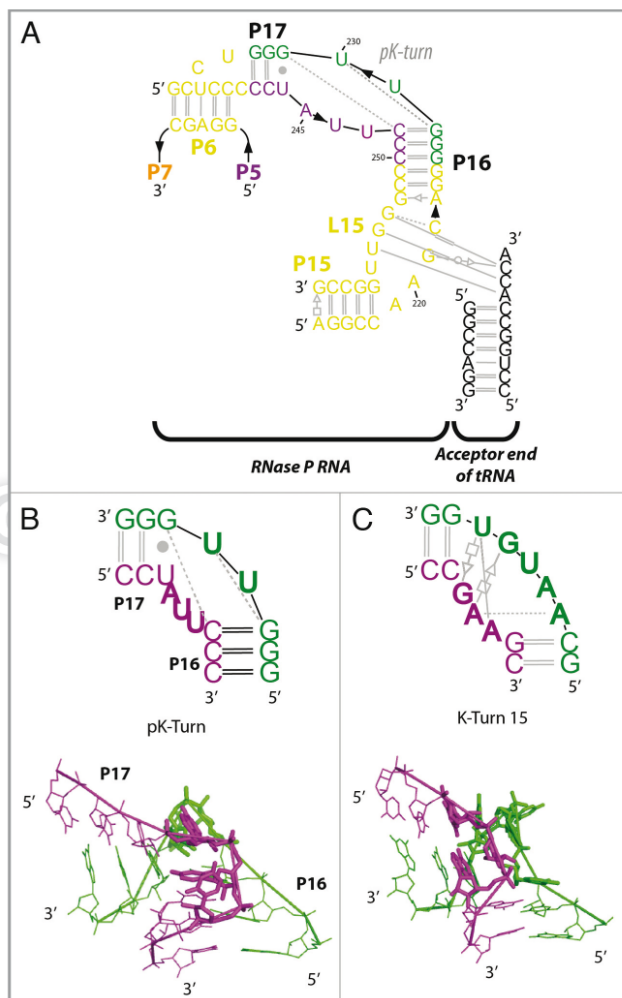 A
P17
GGG
U
230
pK-turn
U
C
U
5′ GCUCCC CCU
A
245
U
U
C G
C G
250
C G
C G
C G
G A
P16
CGAGG
P6
P7
3′
P5
5′
L15
G
G
U
U
C
G
A
220
A
P15
3′ GCCGG
5′ AGGCC
3′
A
C
C
A
5′
G C
G C
C G
C G
A U
G C
G C
3′ 5′
RNase P RNA
Acceptor end
of tRNA
B
3′ GGG
U
U
5′ CCU
A
U
U
P17
C G
C G
C G
P16
3′ 5′
pK-Turn
P17
5′
P16
3′
3′
5′
C
3′ GG
U
G
U
A
A
5′ CC
G
A
A
G C
C G
3′ 5′
K-Turn 15
5′
3′
3′
5′